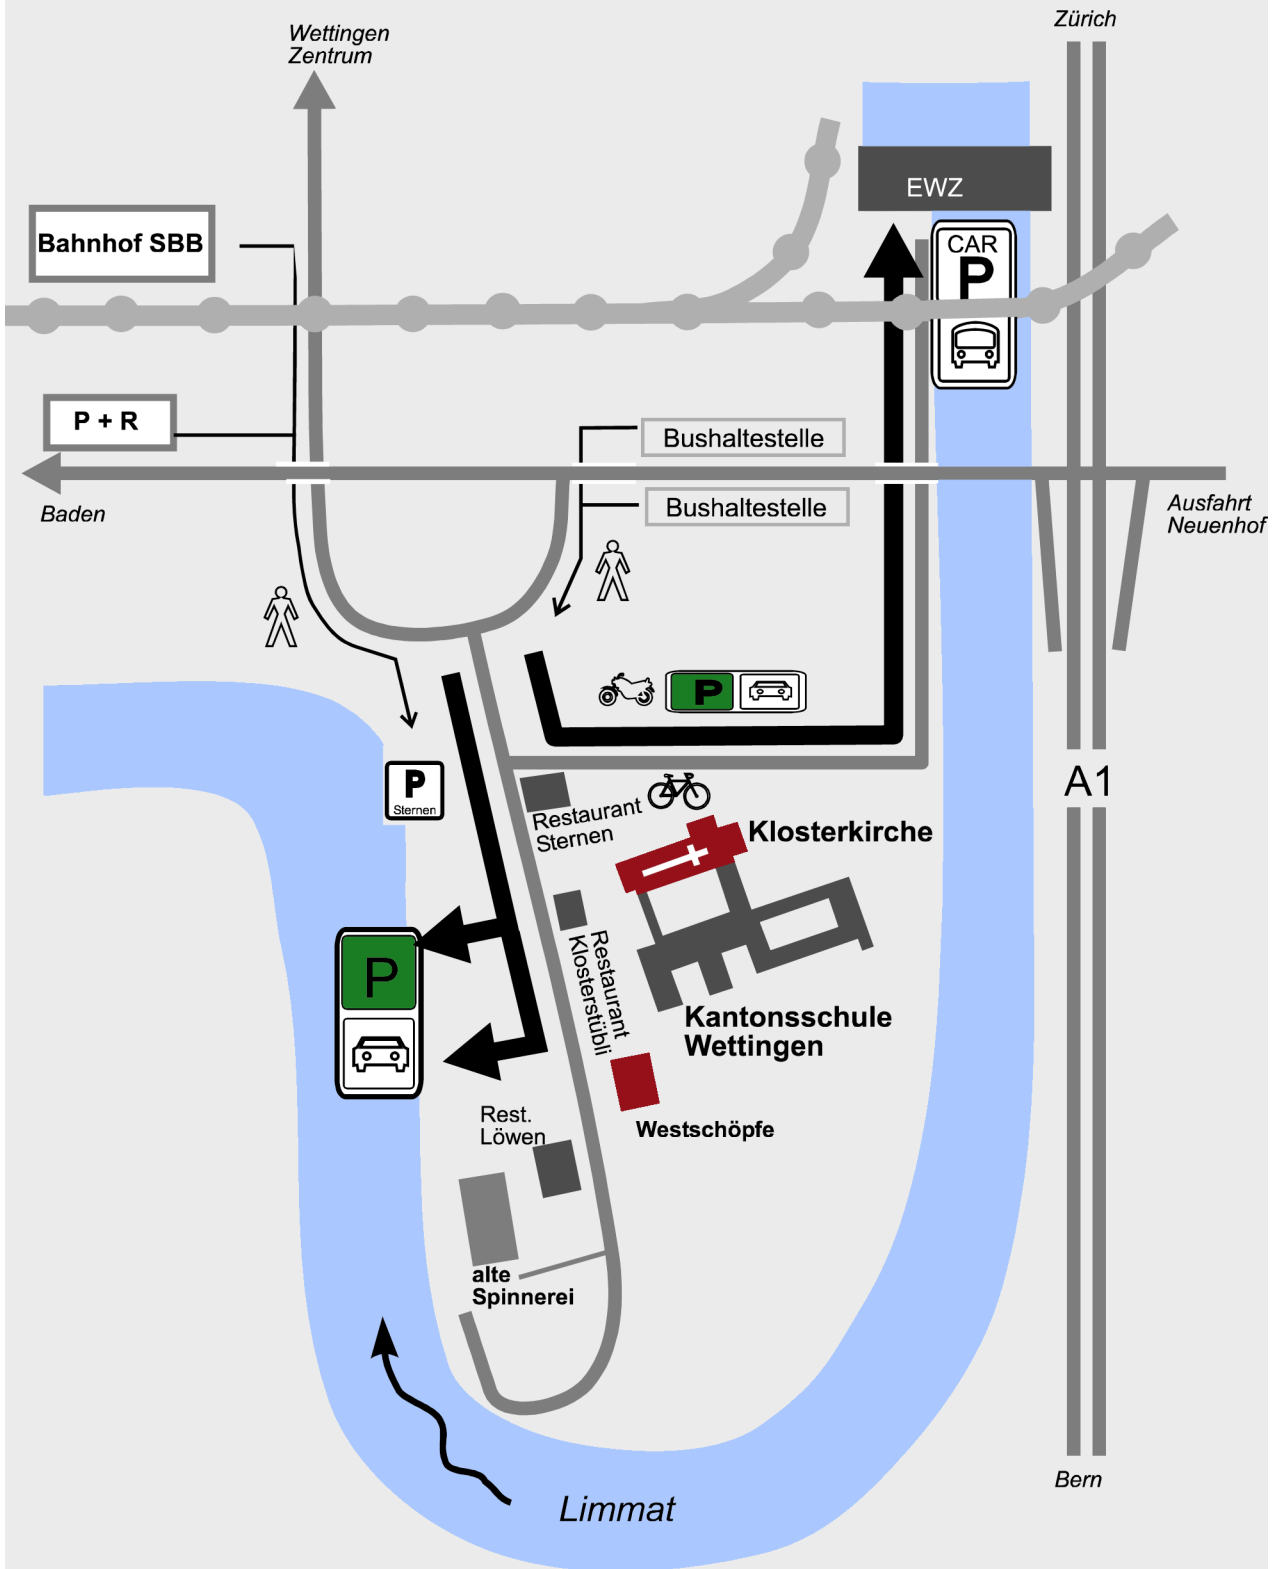 Wettingen
Zentrum
Zürich
EWZ
Bahnhof SBB
CAR
P
P + R
Bushaltestelle
Baden
Bushaltestelle
Ausfahrt
Neuenhof
P
P
Sternen
A1
Restaurant
Sternen
Klosterkirche
P
Restaurant
Klosterstübli
Kantonsschule
Wettingen
Rest.
Löwen
Westschöpfe
alte
Spinnerei
Bern
Limmat